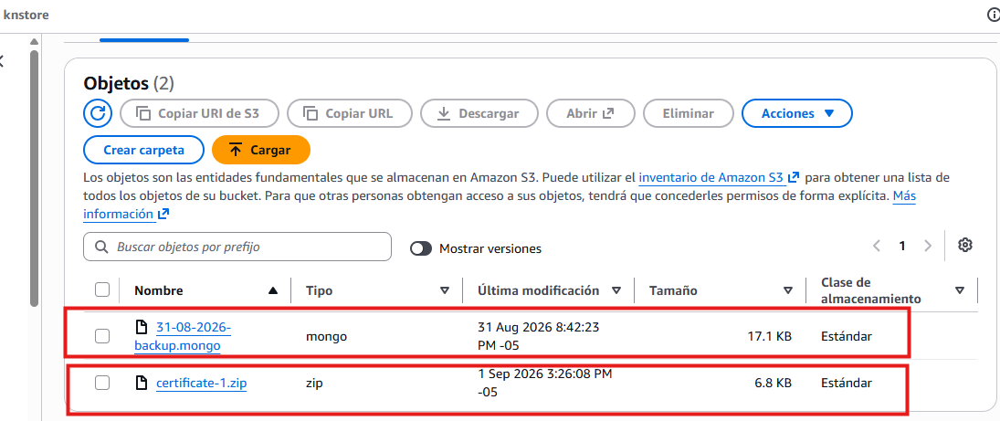 knstore
Objetos (2)
Copiar URI de S3
Copiar URL
Descargar
Abrir
Eliminar
Acciones
Crear carpeta
Cargar
Los objetos son las entidades fundamentales que se almacenan en Amazon S3. Puede utilizar el inventario de Amazon S3 para obtener una lista de
todos los objetos de su bucket. Para que otras personas obtengan acceso a sus objetos, tendrá que concederles permisos de forma explícita. Más
información
Buscar objetos por prefijo
Mostrar versiones
1
Nombre
Tipo
Última modificación
Tamaño
Clase de
almacenamiento
31-08-2026-
backup.mongo
mongo
31 Aug 2026 8:42:23
PM -05
17.1 KB
Estándar
certificate-1.zip
zip
1 Sep 2026 3:26:08 PM
-05
6.8 KB
Estándar